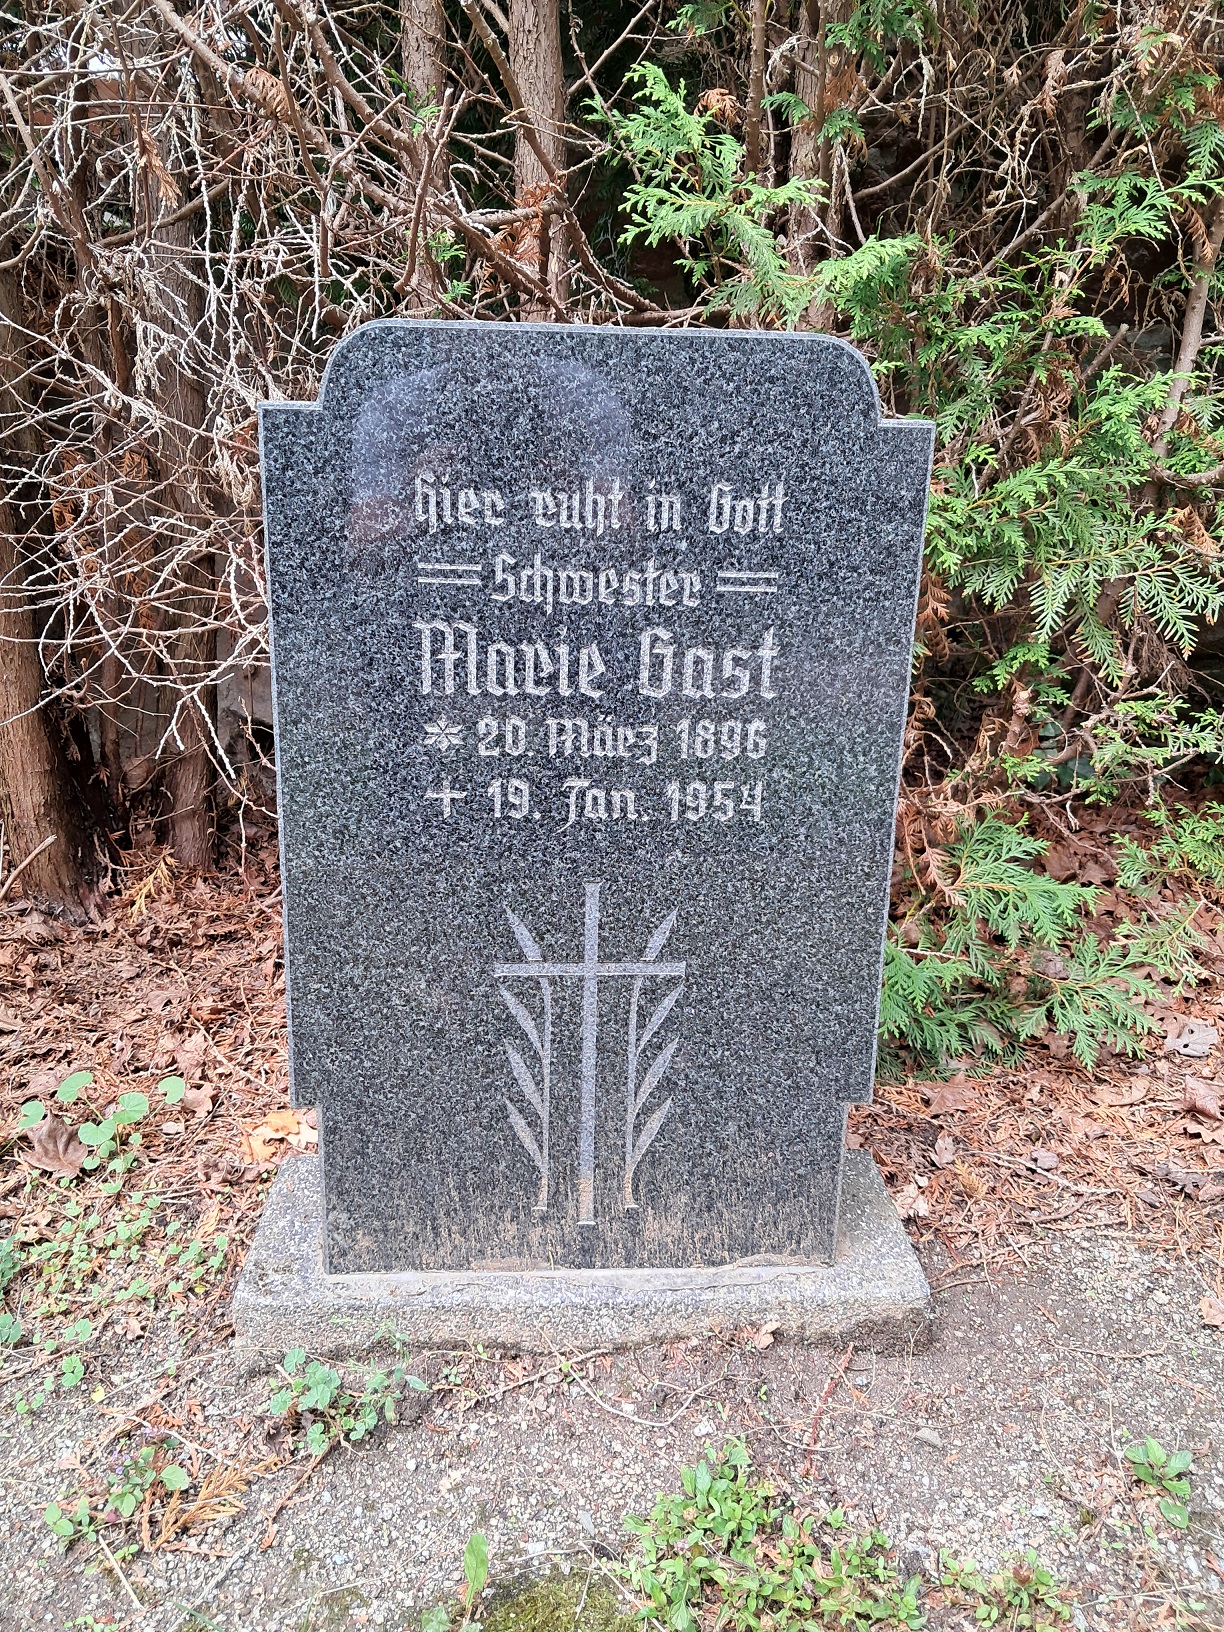 Hier ruht in Gott
Schwester
Marie Gast
* 20. März 1896
+ 19. Jan. 1954